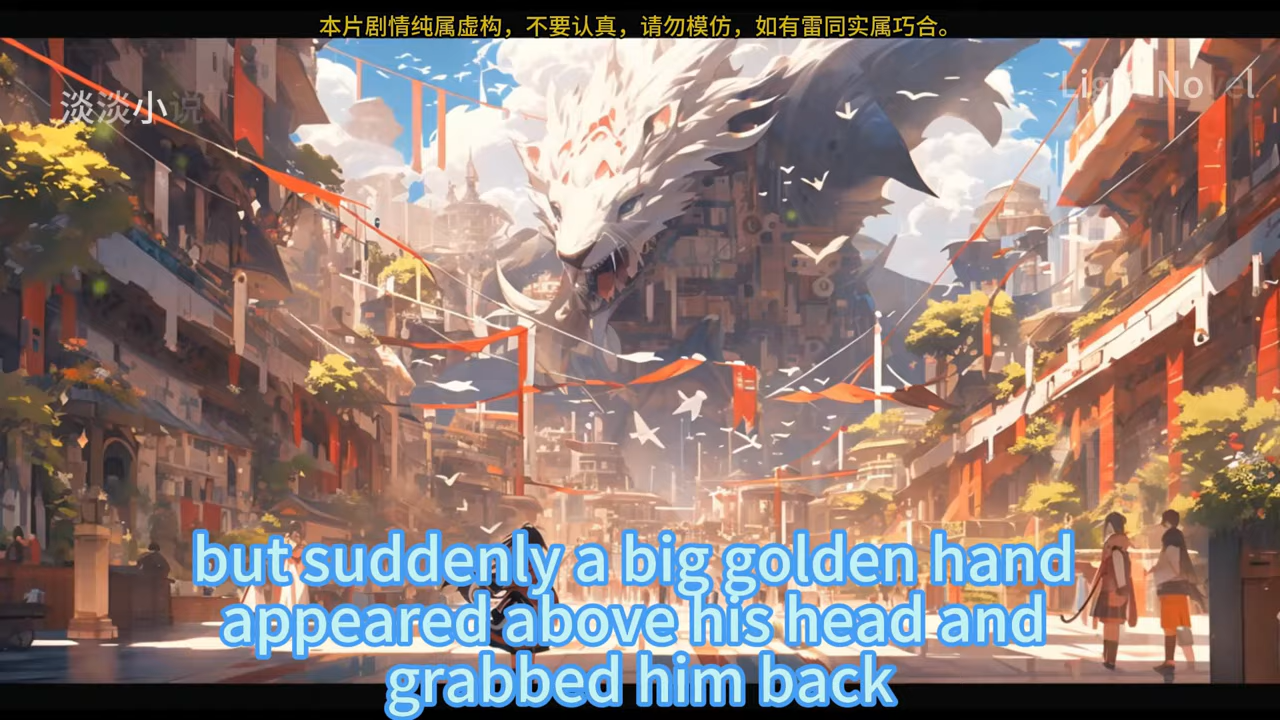 本片剧情纯属虚构，不要认真，请勿模仿，如有雷同实属巧合。
淡淡小说
Light Novel
but suddenly a big golden hand
appeared above his head and
grabbed him back